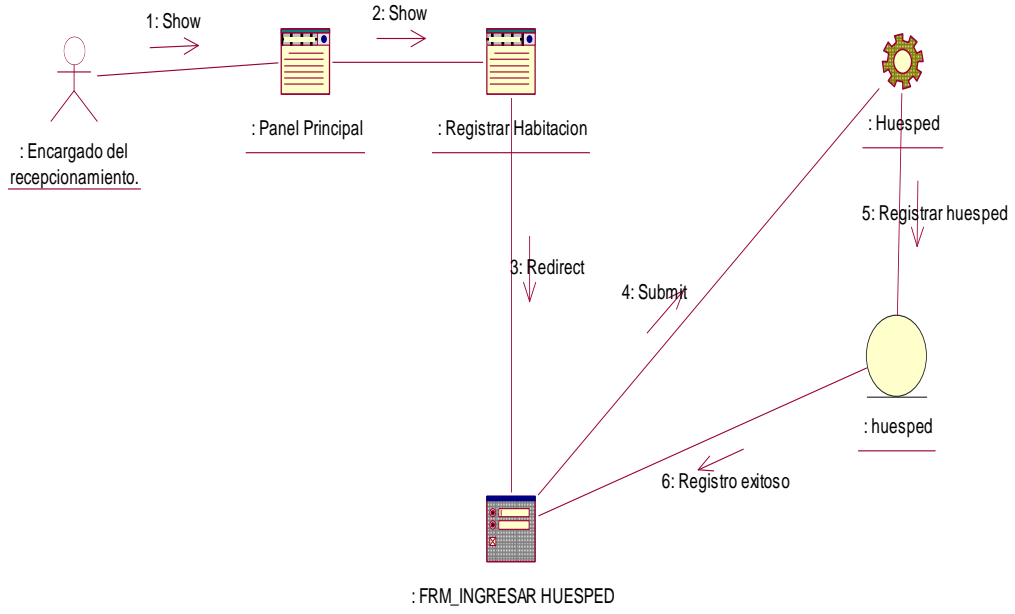 1: Show
2: Show
: Encargado del
recepcionamiento.
: Panel Principal
: Registrar Habitacion
: Huesped
3: Redirect
4: Submit
5: Registrar huesped
: huesped
6: Registro exitoso
: FRM_INGRESAR HUESPED